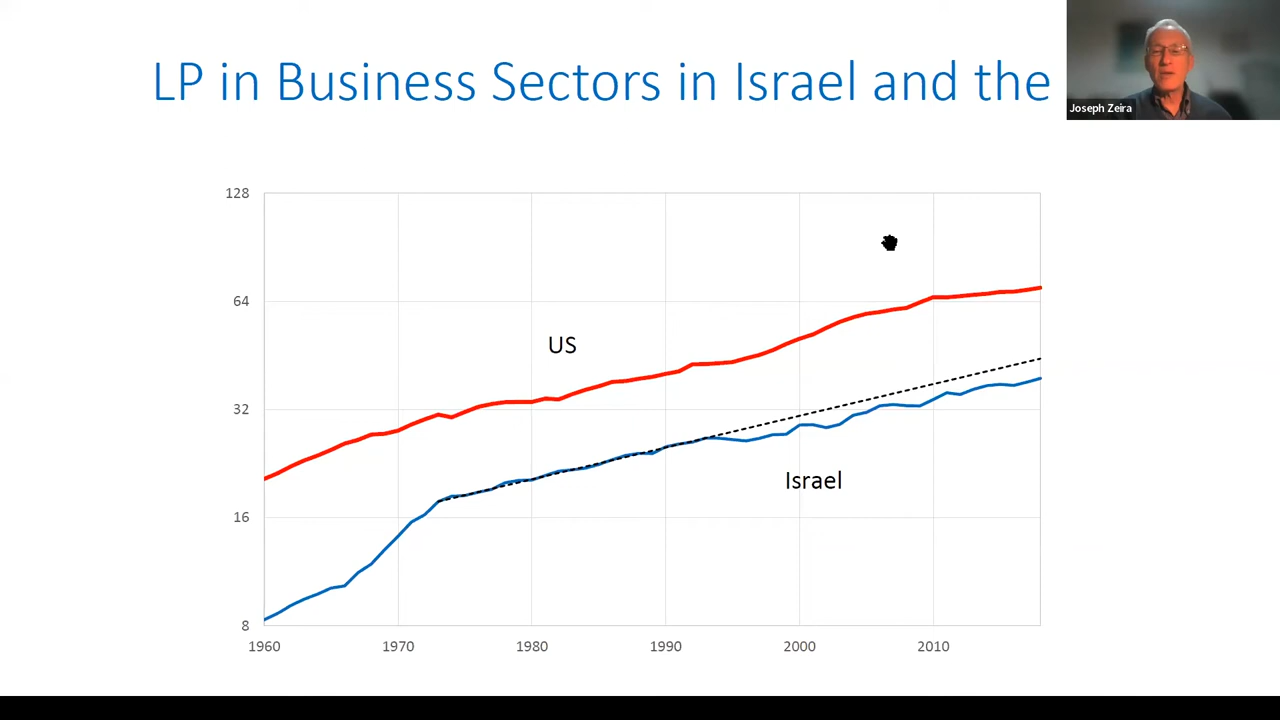 LP in Business Sectors in Israel and the
Joseph Zeira
128
64
32
16
8
US
Israel
1960 1970 1980 1990 2000 2010